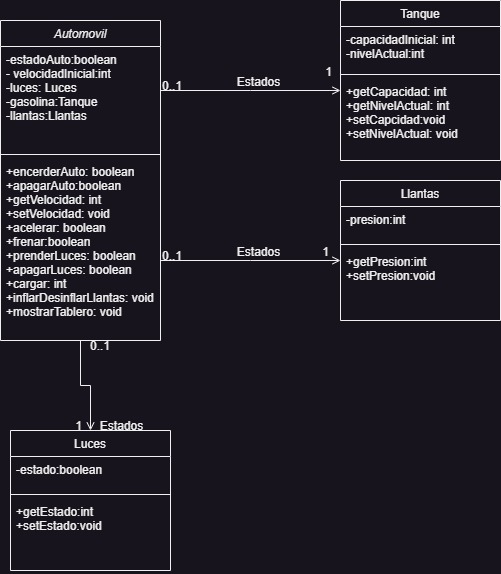 Automovil
-estadoAuto:boolean
- velocidadInicial:int
-luces: Luces
-gasolina:Tanque
-llantas:Llantas
+encerderAuto: boolean
+apagarAuto:boolean
+getVelocidad: int
+setVelocidad: void
+acelerar: boolean
+frenar:boolean
+prenderLuces: boolean
+apagarLuces: boolean
+cargar: int
+inflarDesinflarLlantas: void
+mostrarTablero: void
0..1
Estados
1
Tanque
-capacidadInicial: int
-nivelActual:int
+getCapacidad: int
+getNivelActual: int
+setCapcidad:void
+setNivelActual: void
0..1
Estados
1
Llantas
-presion:int
+getPresion:int
+setPresion:void
0..1
1
Estados
Luces
-estado:boolean
+getEstado:int
+setEstado:void